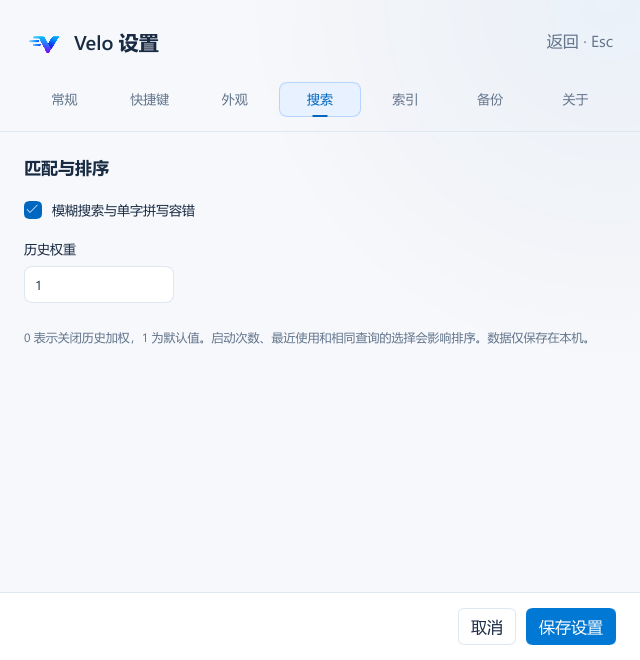 Velo 设置
返回 · Esc
常规 快捷键 外观 搜索 索引 备份 关于
匹配与排序
模糊搜索与单字拼写容错
历史权重
1
0 表示关闭历史加权，1 为默认值。启动次数、最近使用和相同查询的选择会影响排序。数据仅保存在本机。
取消 保存设置